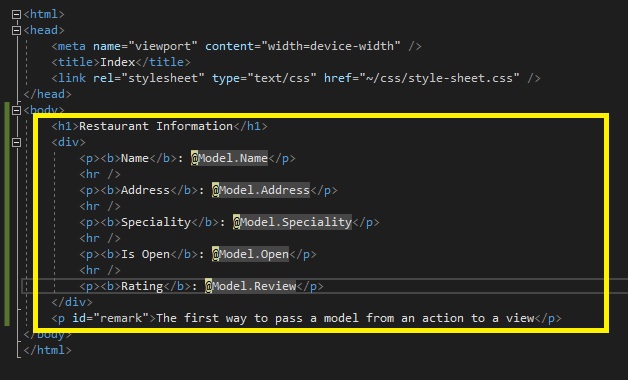 <html>
<head>
<meta name="viewport" content="width=device-width" />
<title>Index</title>
<link rel="stylesheet" type="text/css" href="~/css/style-sheet.css" />
</head>
<body>
<h1>Restaurant Information</h1>
<div>
<p><b>Name</b>: @Model.Name</p>
<hr />
<p><b>Address</b>: @Model.Address</p>
<hr />
<p><b>Speciality</b>: @Model.Speciality</p>
<hr />
<p><b>Is Open</b>: @Model.Open</p>
<hr />
<p><b>Rating</b>: @Model.Review</p>
</div>
<p id="remark">The first way to pass a model from an action to a view</p>
</body>
</html>